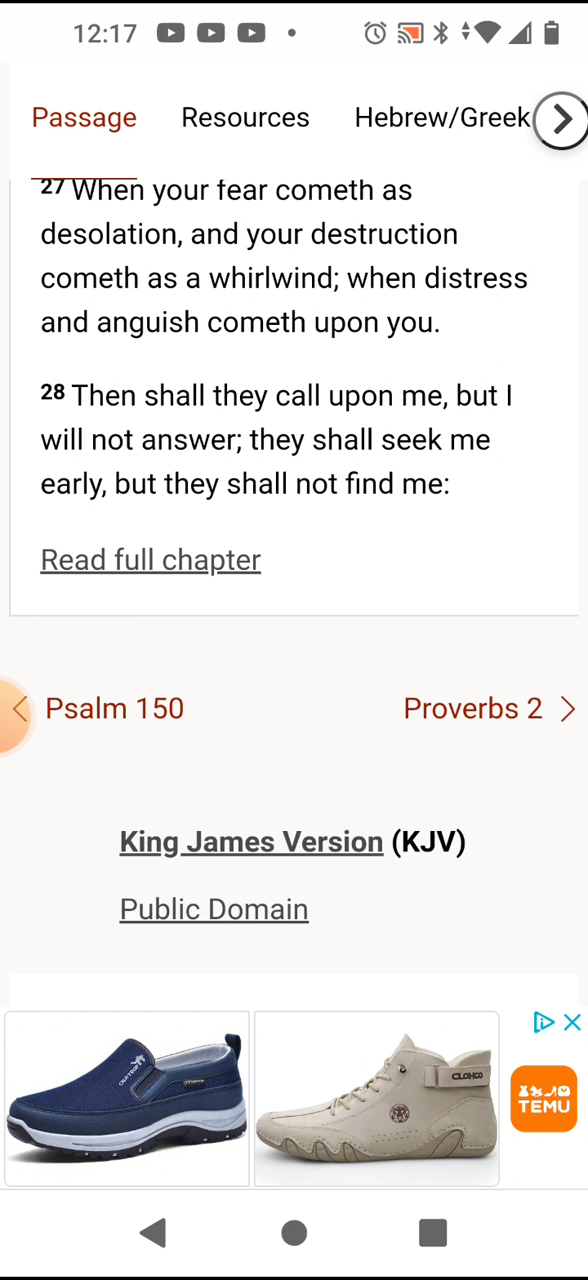 12:17
Passage Resources Hebrew/Greek
27 When your fear cometh as
desolation, and your destruction
cometh as a whirlwind; when distress
and anguish cometh upon you.
28 Then shall they call upon me, but I
will not answer; they shall seek me
early, but they shall not find me:
Read full chapter
Psalm 150 Proverbs 2
King James Version (KJV)
Public Domain
CLOHCO
TEMU